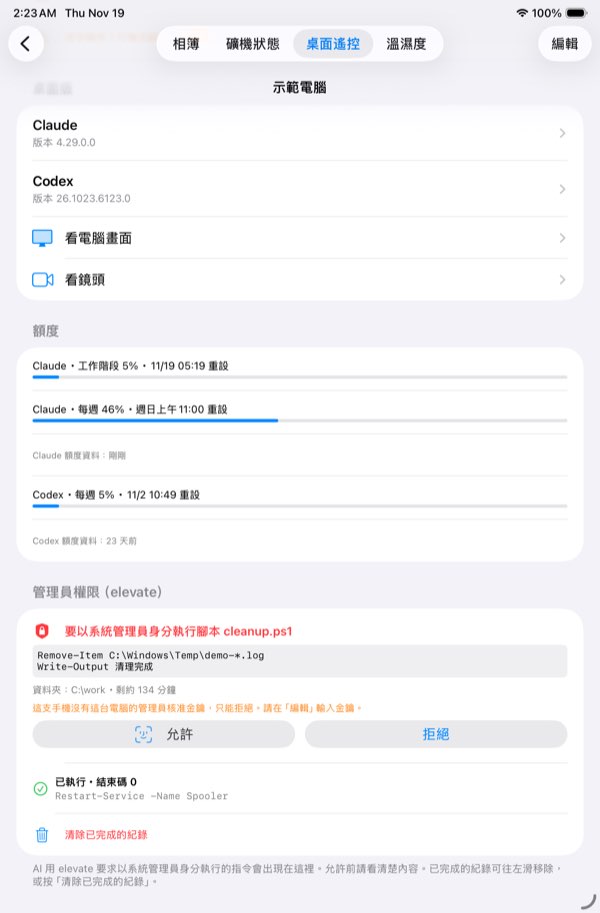 2:23 AM Thu Nov 19
100%
相簿
礦機狀態
桌面遙控
溫濕度
編輯
桌面版
示範電腦
Claude
版本 4.29.0.0
Codex
版本 26.1023.6123.0
看電腦畫面
看鏡頭
額度
Claude・工作階段 5%・11/19 05:19 重設
Claude・每週 46%・週日上午 11:00 重設
Claude 額度資料：剛剛
Codex・每週 5%・11/2 10:49 重設
Codex 額度資料：23 天前
管理員權限（elevate）
要以系統管理員身分執行腳本 cleanup.ps1
Remove-Item C:\Windows\Temp\demo-*.log
Write-Output 清理完成
資料夾：C:\work・剩約 134 分鐘
這支手機沒有這台電腦的管理員核准金鑰，只能拒絕。請在「編輯」輸入金鑰。
允許
拒絕
已執行・結束碼 0
Restart-Service -Name Spooler
清除已完成的紀錄
AI 用 elevate 要求以系統管理員身分執行的指令會出現在這裡。允許前請看清楚內容。已完成的紀錄可往左滑移除，
或按「清除已完成的紀錄」。